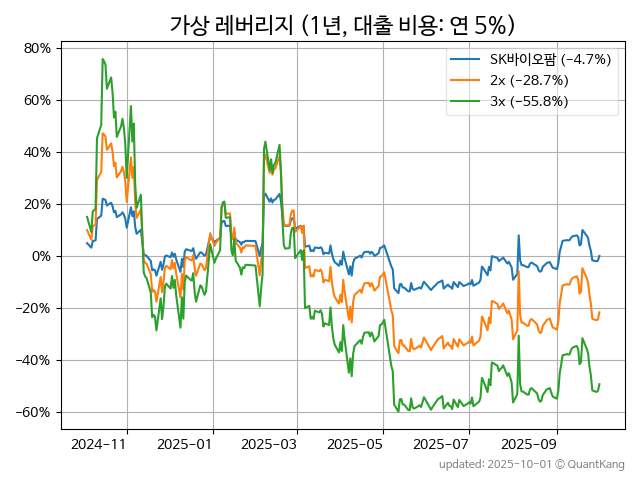 가상 레버리지 (1년, 대출 비용: 연 5%)
80%
60%
40%
20%
0%
−20%
−40%
−60%
SK바이오팜 (−4.7%)
2x (−28.7%)
3x (−55.8%)
2024-11
2025-01
2025-03
2025-05
2025-07
2025-09
updated: 2025-10-01 © QuantKang